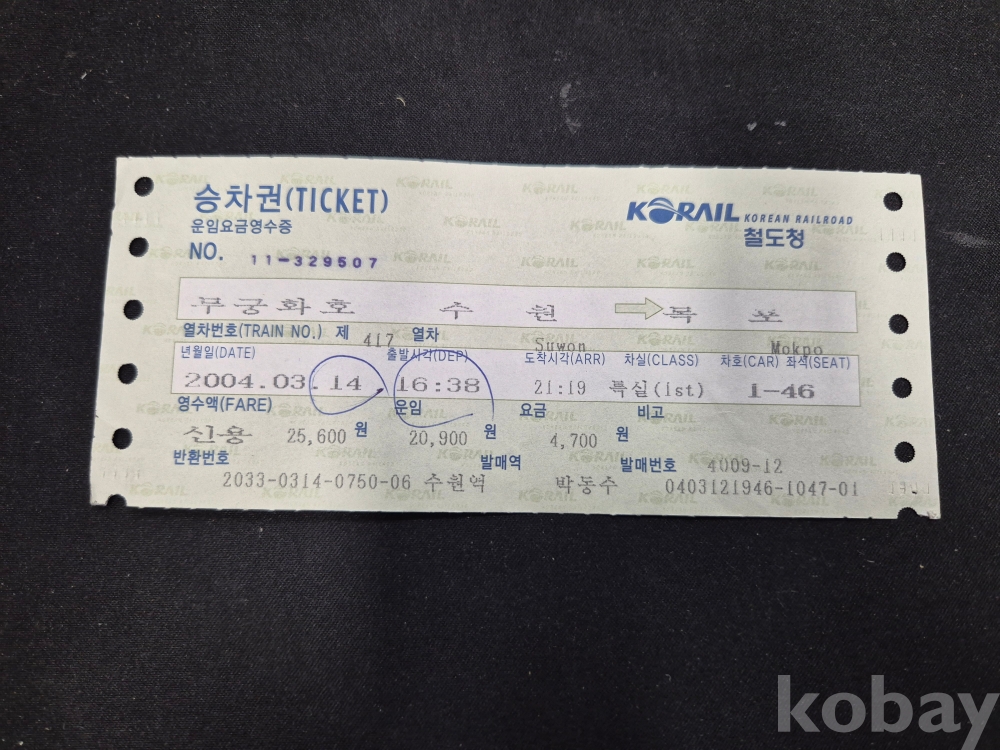 승차권(TICKET)
운임요금영수증
NO. 11-329507
KORAIL KOREAN RAILROAD
철도청
무궁화호 수 원 → 목 포
열차번호(TRAIN NO.) 제 417 열차 Suwon Mokpo
년월일(DATE) 출발시각(DEP) 도착시각(ARR) 차실(CLASS) 차호(CAR) 좌석(SEAT)
2004.03.14 16:38 21:19 특실(1st) 1-46
영수액(FARE) 운임 요금 비고
신용 25,600 원 20,900 원 4,700 원
반환번호 발매역 발매번호 4009-12
2033-0314-0750-06 수원역 박동수 0403121946-1047-01
kobay